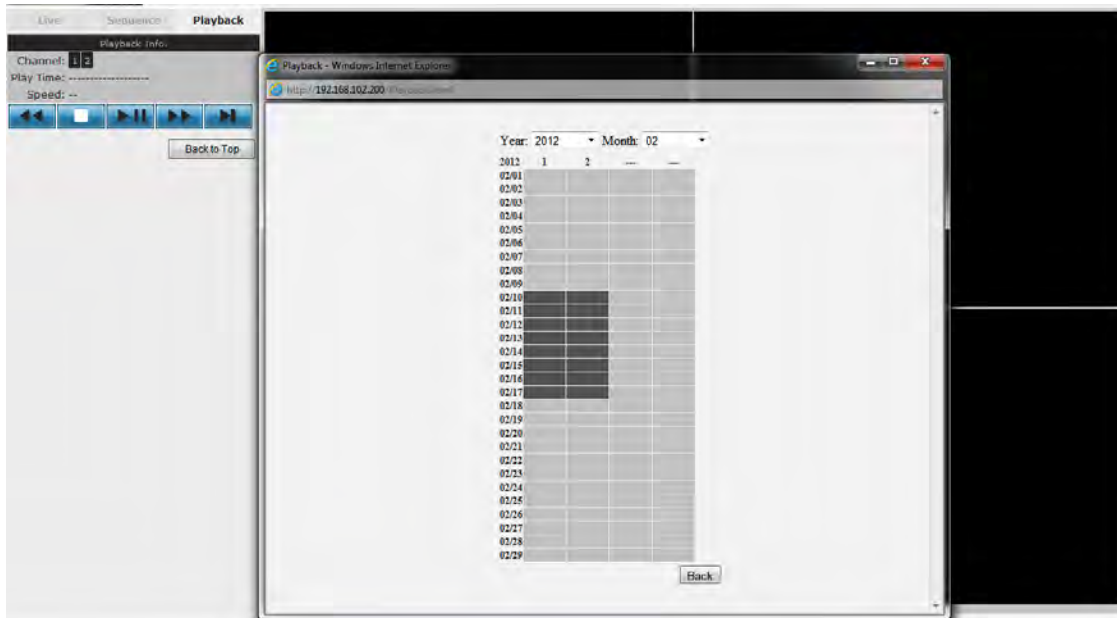 Live Sequence Playback
Playback Info.
Channel: 1 2
Play Time: -------------------
Speed: --
Back to Top
Playback - Windows Internet Explorer
http://192.168.102.200/
Year: 2012 Month: 02
2012 1 2 --- ---
02/01
02/02
02/03
02/04
02/05
02/06
02/07
02/08
02/09
02/10
02/11
02/12
02/13
02/14
02/15
02/16
02/17
02/18
02/19
02/20
02/21
02/22
02/23
02/24
02/25
02/26
02/27
02/28
02/29
Back